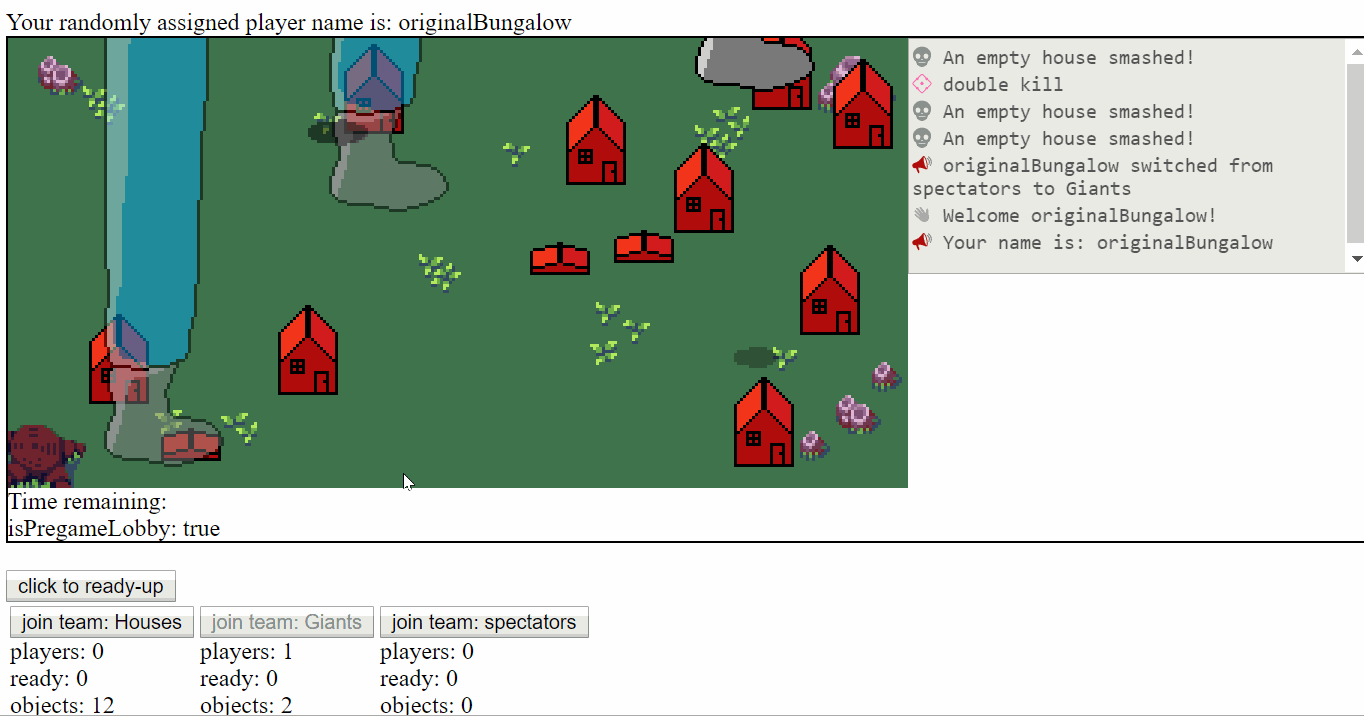 Your randomly assigned player name is: originalBungalow
An empty house smashed!
double kill
An empty house smashed!
An empty house smashed!
originalBungalow switched from
spectators to Giants
Welcome originalBungalow!
Your name is: originalBungalow
Time remaining:
isPregameLobby: true
click to ready-up
join team: Houses join team: Giants join team: spectators
players: 0 players: 1 players: 0
ready: 0 ready: 0 ready: 0
objects: 12 objects: 2 objects: 0